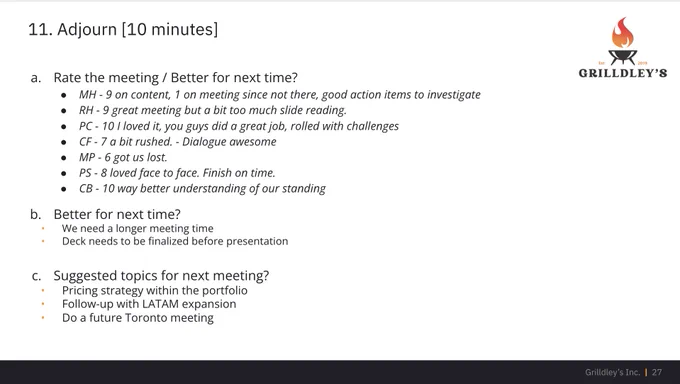 11. Adjourn [10 minutes]
Est 2019
GRILLDLEY'S
a. Rate the meeting / Better for next time?
● MH - 9 on content, 1 on meeting since not there, good action items to investigate
● RH - 9 great meeting but a bit too much slide reading.
● PC - 10 I loved it, you guys did a great job, rolled with challenges
● CF - 7 a bit rushed. - Dialogue awesome
● MP - 6 got us lost.
● PS - 8 loved face to face. Finish on time.
● CB - 10 way better understanding of our standing
b. Better for next time?
• We need a longer meeting time
• Deck needs to be finalized before presentation
c. Suggested topics for next meeting?
• Pricing strategy within the portfolio
• Follow-up with LATAM expansion
• Do a future Toronto meeting
Grilldley's Inc. | 27